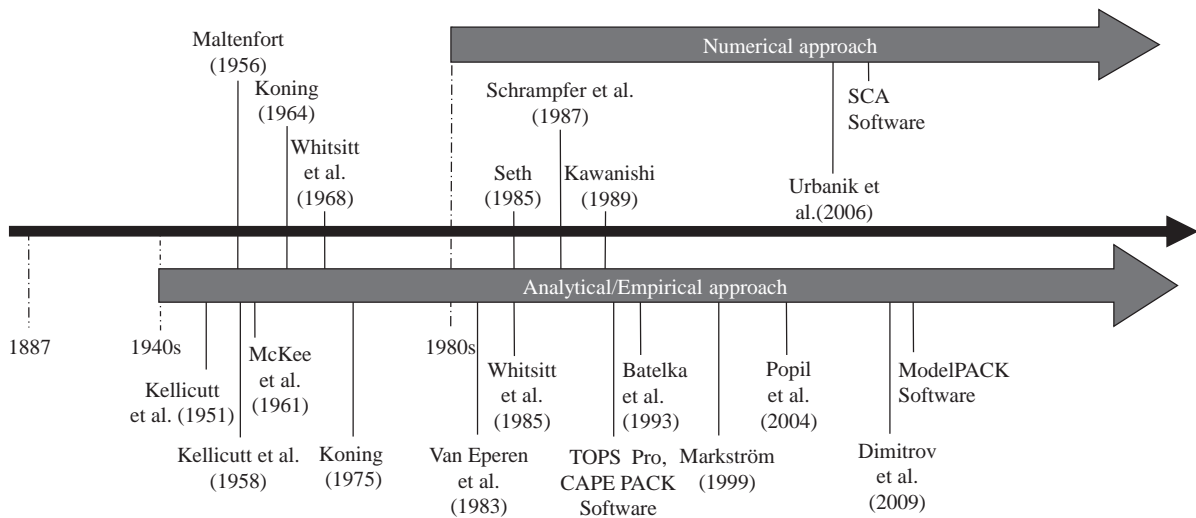 Numerical approach
Maltenfort
(1956)
Koning
(1964)
Whitsitt
et al.
(1968)
Schrampfer et al.
(1987)
Seth
(1985)
Kawanishi
(1989)
SCA
Software
Urbanik et
al.(2006)
Analytical/Empirical approach
1887
1940s
1980s
Kellicutt
et al. (1951)
McKee
et al.
(1961)
Kellicutt et al.
(1958)
Koning
(1975)
Van Eperen
et al.
(1983)
Whitsitt
et al.
(1985)
TOPS Pro,
CAPE PACK
Software
Batelka
et al.
(1993)
Markström
(1999)
Popil
et al.
(2004)
Dimitrov
et al.
(2009)
ModelPACK
Software